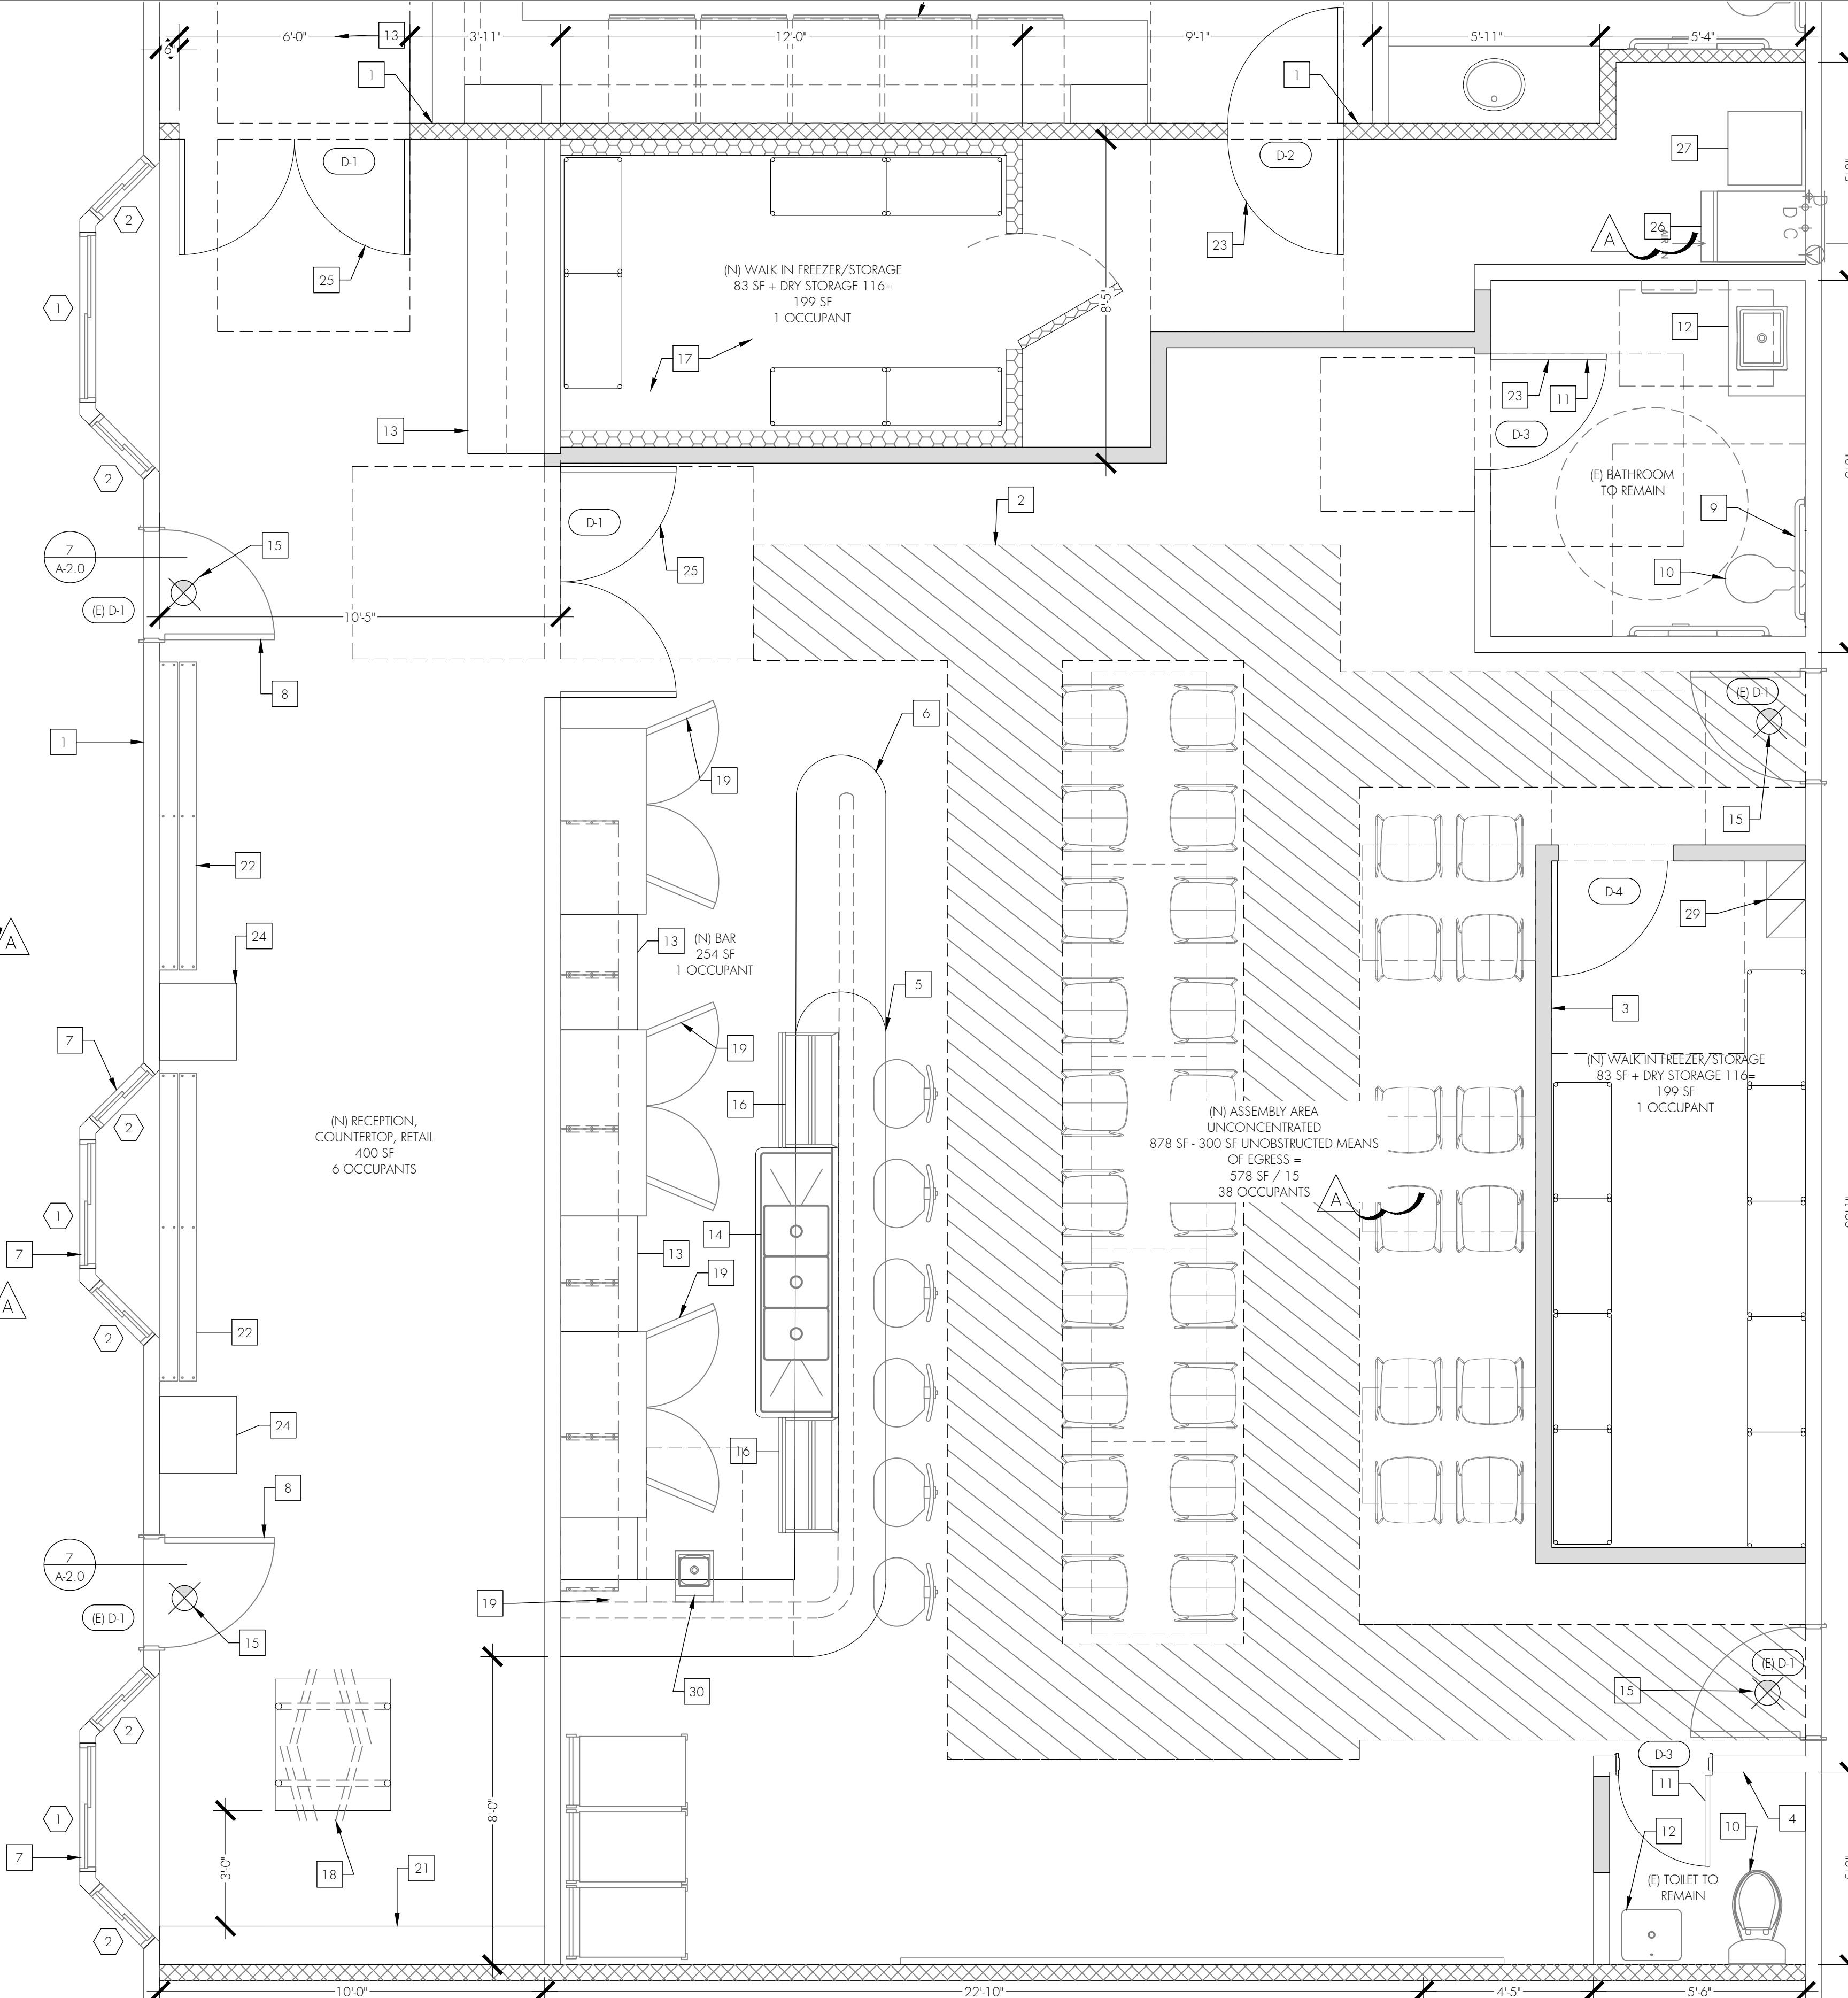 6'-0"
13
3'-11"
12'-0"
9'-1"
5'-11"
5'-4"
6"
1
1
D-1
D-2
27
2
25
23
A
26
AIR IN
D
D
C
1
(N) WALK IN FREEZER/STORAGE
83 SF + DRY STORAGE 116=
199 SF
1 OCCUPANT
8'-5"
12
17
23
11
13
D-3
2
(E) BATHROOM
TO REMAIN
2
9
D-1
7
A-2.0
15
25
10
(E) D-1
10'-5"
8
(E) D-1
6
1
19
15
22
D-4
29
A
24
13
(N) BAR
254 SF
1 OCCUPANT
5
3
7
19
(N) WALK IN FREEZER/STORAGE
83 SF + DRY STORAGE 116=
199 SF
1 OCCUPANT
16
2
(N) RECEPTION,
COUNTERTOP, RETAIL
400 SF
6 OCCUPANTS
(N) ASSEMBLY AREA
UNCONCENTRATED
878 SF - 300 SF UNOBSTRUCTED MEANS
OF EGRESS =
578 SF / 15
38 OCCUPANTS
A
1
14
7
13
19
A
2
22
24
16
8
7
A-2.0
19
(E) D-1
15
(E) D-1
30
15
2
D-3
11
8'-0"
1
4
12
10
7
3'-0"
18
21
(E) TOILET TO
REMAIN
2
10'-0"
22'-10"
4'-5"
5'-6"